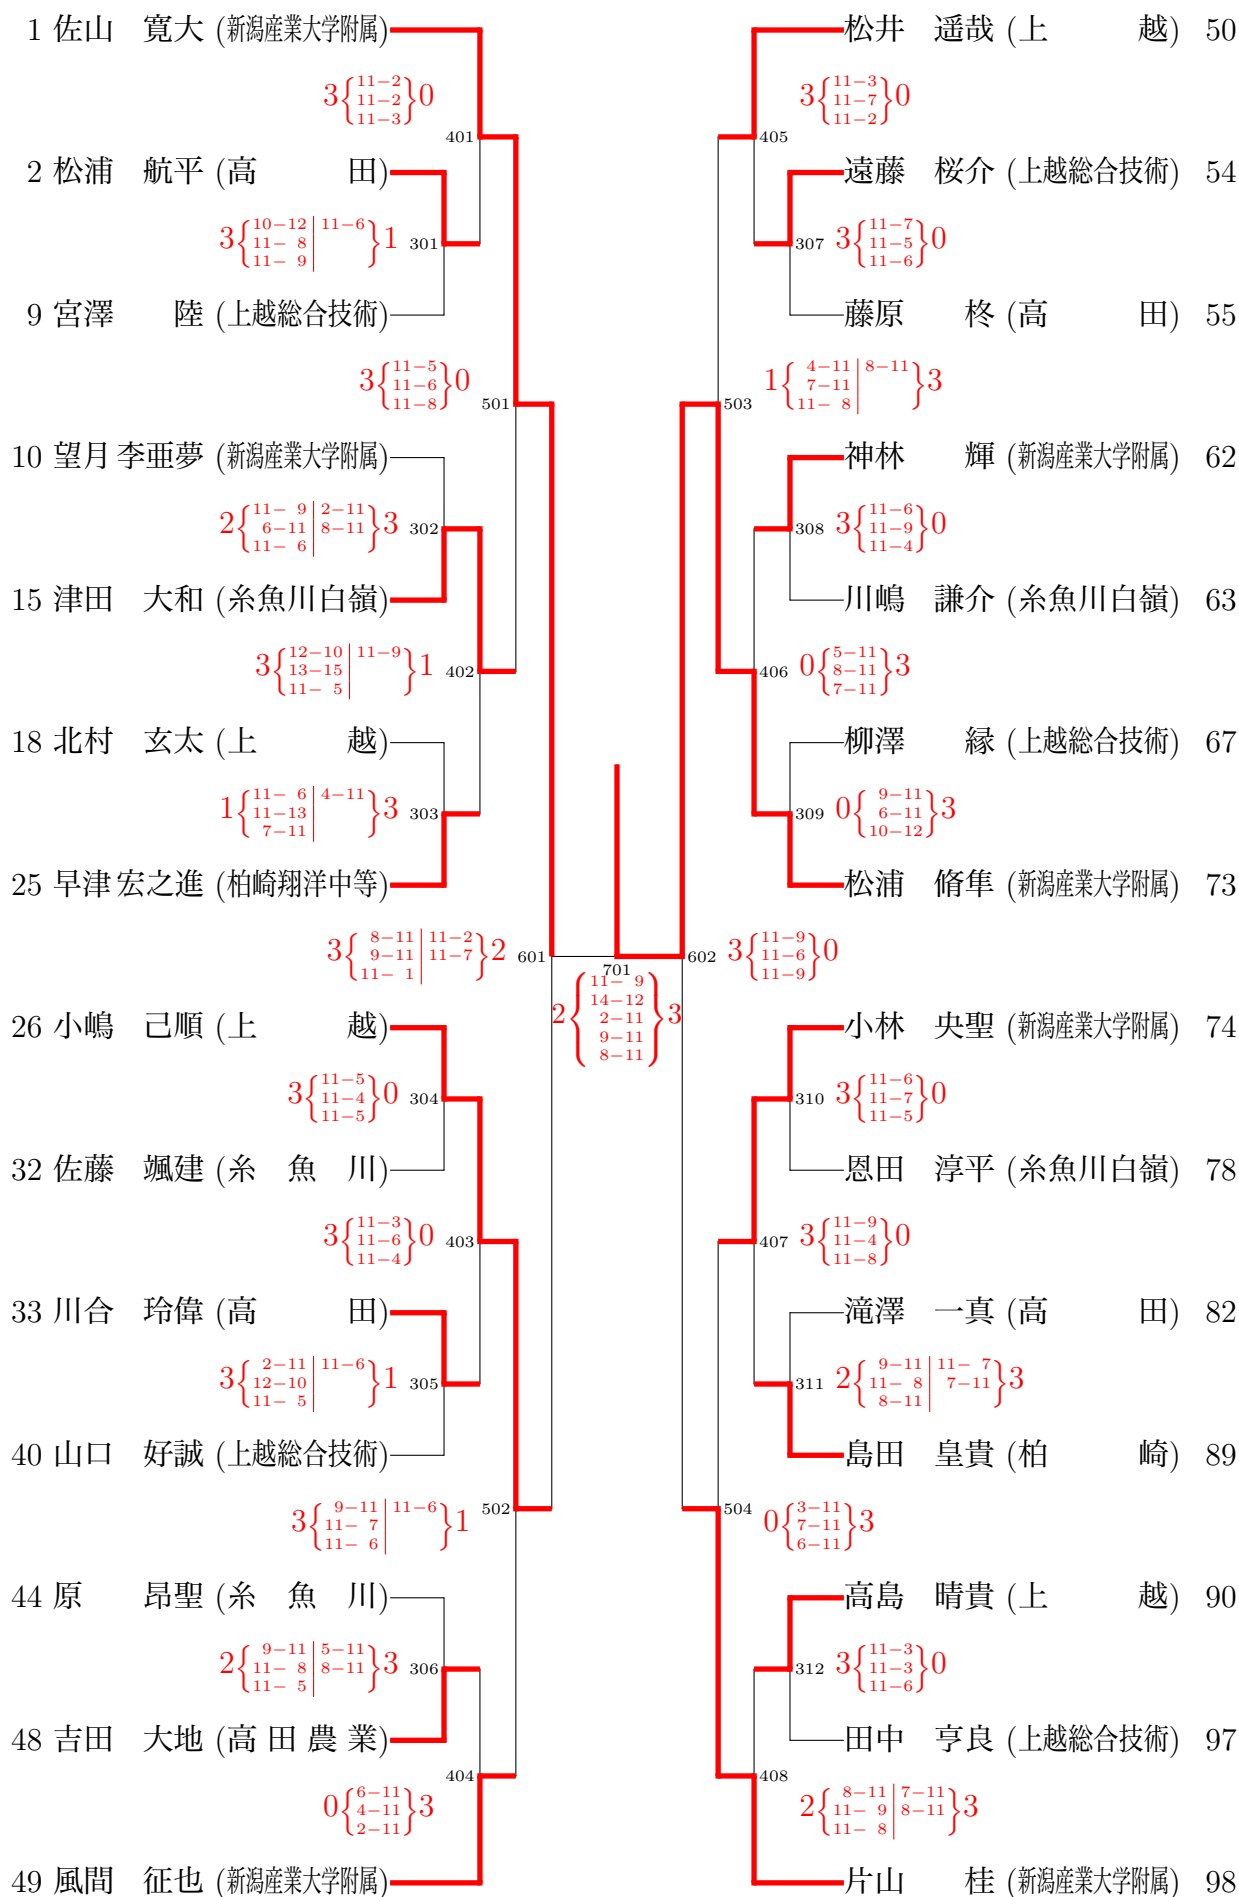 1 佐山 寛大 (新潟産業大学附属)
3{11−2 11−2 11−3}0
401
2 松浦 航平 (高 田)
3{10−12 11−8 11−9 | 11−6}1 301
9 宮澤 陸 (上越総合技術)
3{11−5 11−6 11−8}0
501
10 望月 李亜夢 (新潟産業大学附属)
2{11−9 6−11 11−6 | 2−11 8−11}3 302
15 津田 大和 (糸魚川白嶺)
3{12−10 13−15 11−5 | 11−9}1 402
18 北村 玄太 (上 越)
1{11−6 11−13 7−11 | 4−11}3 303
25 早津 宏之進 (柏崎翔洋中等)
3{8−11 9−11 11−1 | 11−2 11−7}2 601
26 小嶋 己順 (上 越)
3{11−5 11−4 11−5}0 304
32 佐藤 颯建 (糸 魚 川)
3{11−3 11−6 11−4}0 403
33 川合 玲偉 (高 田)
3{2−11 12−10 11−5 | 11−6}1 305
40 山口 好誠 (上越総合技術)
3{9−11 11−7 11−6 | 11−6}1 502
44 原 昂聖 (糸 魚 川)
2{9−11 11−8 11−5 | 5−11 8−11}3 306
48 吉田 大地 (高 田 農 業)
404
0{6−11 4−11 2−11}3
49 風間 征也 (新潟産業大学附属)
701
2{11−9 14−12 2−11 9−11 8−11}3
松井 遥哉 (上 越) 50
3{11−3 11−7 11−2}0
405
遠藤 桜介 (上越総合技術) 54
307 3{11−7 11−5 11−6}0
藤原 柊 (高 田) 55
1{4−11 7−11 11−8 | 8−11}3
503
神林 輝 (新潟産業大学附属) 62
308 3{11−6 11−9 11−4}0
川嶋 謙介 (糸魚川白嶺) 63
406 0{5−11 8−11 7−11}3
柳澤 縁 (上越総合技術) 67
309 0{9−11 6−11 10−12}3
松浦 脩隼 (新潟産業大学附属) 73
602 3{11−9 11−6 11−9}0
小林 央聖 (新潟産業大学附属) 74
310 3{11−6 11−7 11−5}0
恩田 淳平 (糸魚川白嶺) 78
407 3{11−9 11−4 11−8}0
滝澤 一真 (高 田) 82
311 2{9−11 11−8 8−11 | 11−7 7−11}3
島田 皇貴 (柏 崎) 89
504 0{3−11 7−11 6−11}3
高島 晴貴 (上 越) 90
312 3{11−3 11−3 11−6}0
田中 亨良 (上越総合技術) 97
408
2{8−11 11−9 11−8 | 7−11 8−11}3
片山 桂 (新潟産業大学附属) 98